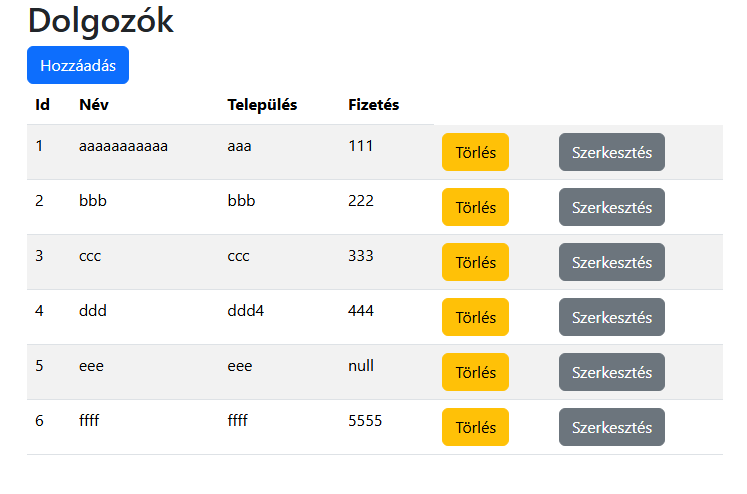 Dolgozók
Hozzáadás
Id Név Település Fizetés
1 aaaaaaaaaaa aaa 111 Törlés Szerkesztés
2 bbb bbb 222 Törlés Szerkesztés
3 ccc ccc 333 Törlés Szerkesztés
4 ddd ddd4 444 Törlés Szerkesztés
5 eee eee null Törlés Szerkesztés
6 ffff ffff 5555 Törlés Szerkesztés